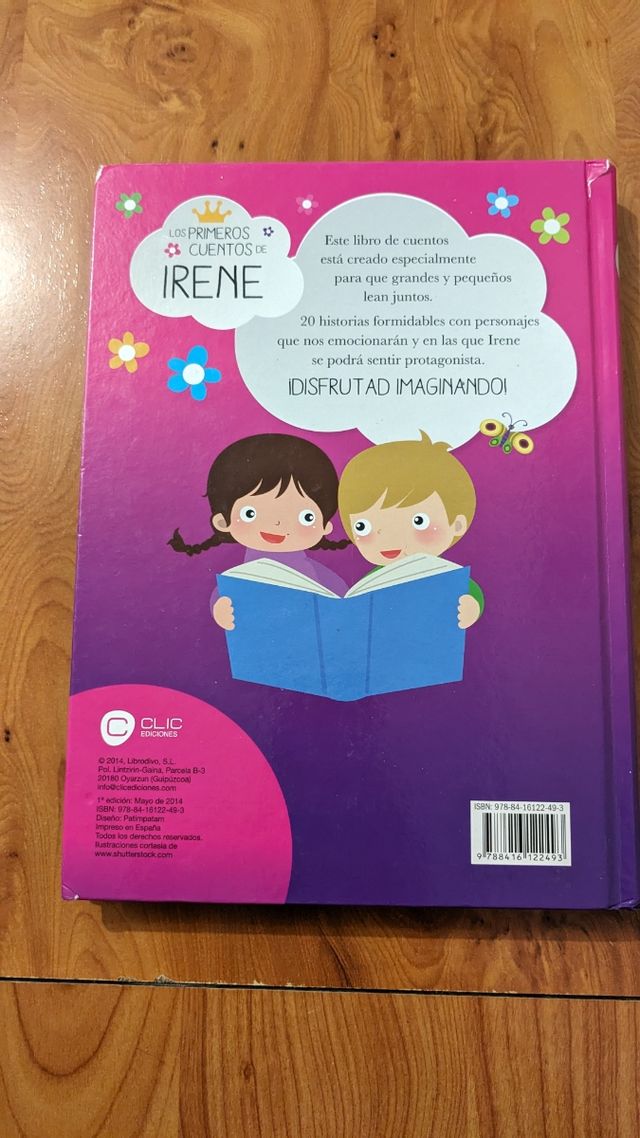 LOS PRIMEROS
CUENTOS DE
IRENE
Este libro de cuentos
está creado especialmente
para que grandes y pequeños
lean juntos.
20 historias formidables con personajes
que nos emocionarán y en las que Irene
se podrá sentir protagonista.
¡DISFRUTAD IMAGINANDO!
C CLIC
EDICIONES
© 2014, Librodivo, S.L.
Pol. Lintzirin-Gaina, Parcela B-3
20180 Oyarzun (Guipúzcoa)
info@clicediciones.com
1ª edición: Mayo de 2014
ISBN: 978-84-16122-49-3
Diseño: Patimpatam
Impreso en España
Todos los derechos reservados.
Ilustraciones cortesía de
www.shutterstock.com
ISBN: 978-84-16122-49-3
9 788416 122493